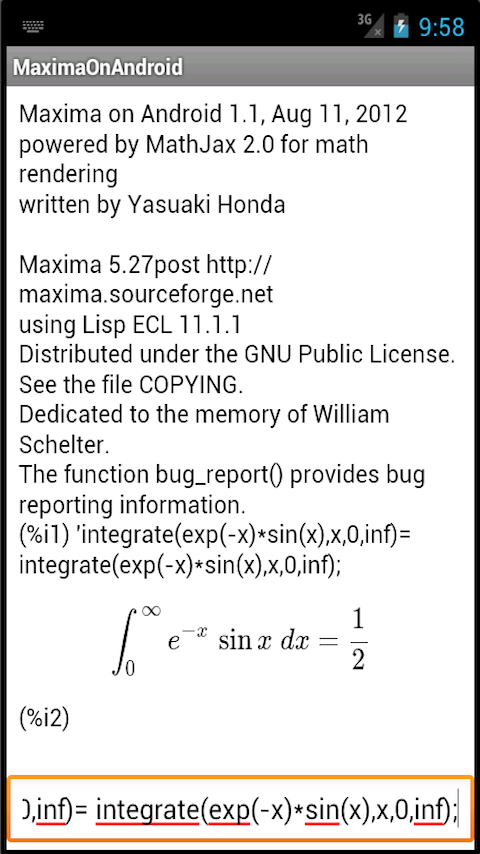 3G
9:58
MaximaOnAndroid
Maxima on Android 1.1, Aug 11, 2012
powered by MathJax 2.0 for math
rendering
written by Yasuaki Honda
Maxima 5.27post http://
maxima.sourceforge.net
using Lisp ECL 11.1.1
Distributed under the GNU Public License.
See the file COPYING.
Dedicated to the memory of William
Schelter.
The function bug_report() provides bug
reporting information.
(%i1) 'integrate(exp(-x)*sin(x),x,0,inf)=
integrate(exp(-x)*sin(x),x,0,inf);
∫₀^∞ e^{−x} sin x dx = 1/2
(%i2)
0,inf)= integrate(exp(-x)*sin(x),x,0,inf);